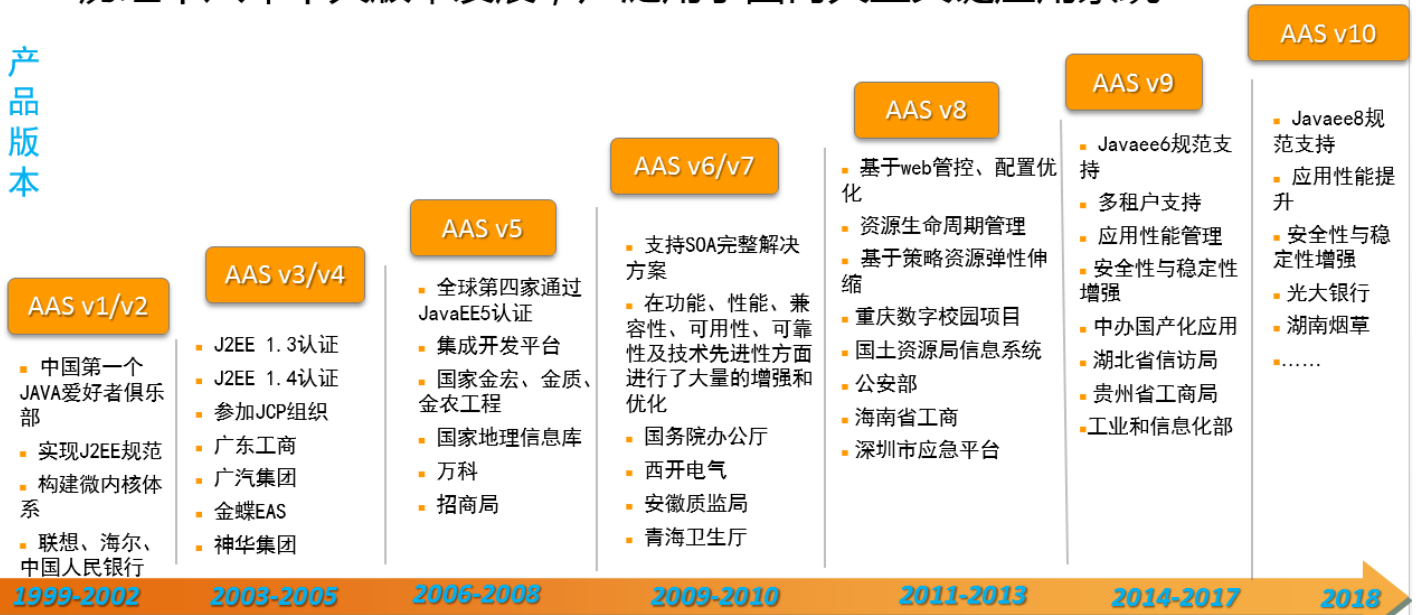 产
品
版
本
AAS v1/v2
中国第一个
JAVA爱好者俱乐
部
实现J2EE规范
构建微内核体
系
联想、海尔、
中国人民银行
1999-2002
AAS v3/v4
J2EE 1.3认证
J2EE 1.4认证
参加JCP组织
广东工商
广汽集团
金蝶EAS
神华集团
2003-2005
AAS v5
全球第四家通过
JavaEE5认证
集成开发平台
国家金宏、金质、
金农工程
国家地理信息库
万科
招商局
2006-2008
AAS v6/v7
支持SOA完整解决
方案
在功能、性能、兼
容性、可用性、可靠
性及技术先进性方面
进行了大量的增强和
优化
国务院办公厅
西开电气
安徽质监局
青海卫生厅
2009-2010
AAS v8
基于web管控、配置优
化
资源生命周期管理
基于策略资源弹性伸
缩
重庆数字校园项目
国土资源局信息系统
公安部
海南省工商
深圳市应急平台
2011-2013
AAS v9
Javaee6规范支
持
多租户支持
应用性能管理
安全性与稳定性
增强
中办国产化应用
湖北省信访局
贵州省工商局
工业和信息化部
2014-2017
AAS v10
Javaee8规
范支持
应用性能提
升
安全性与稳
定性增强
光大银行
湖南烟草
……
2018